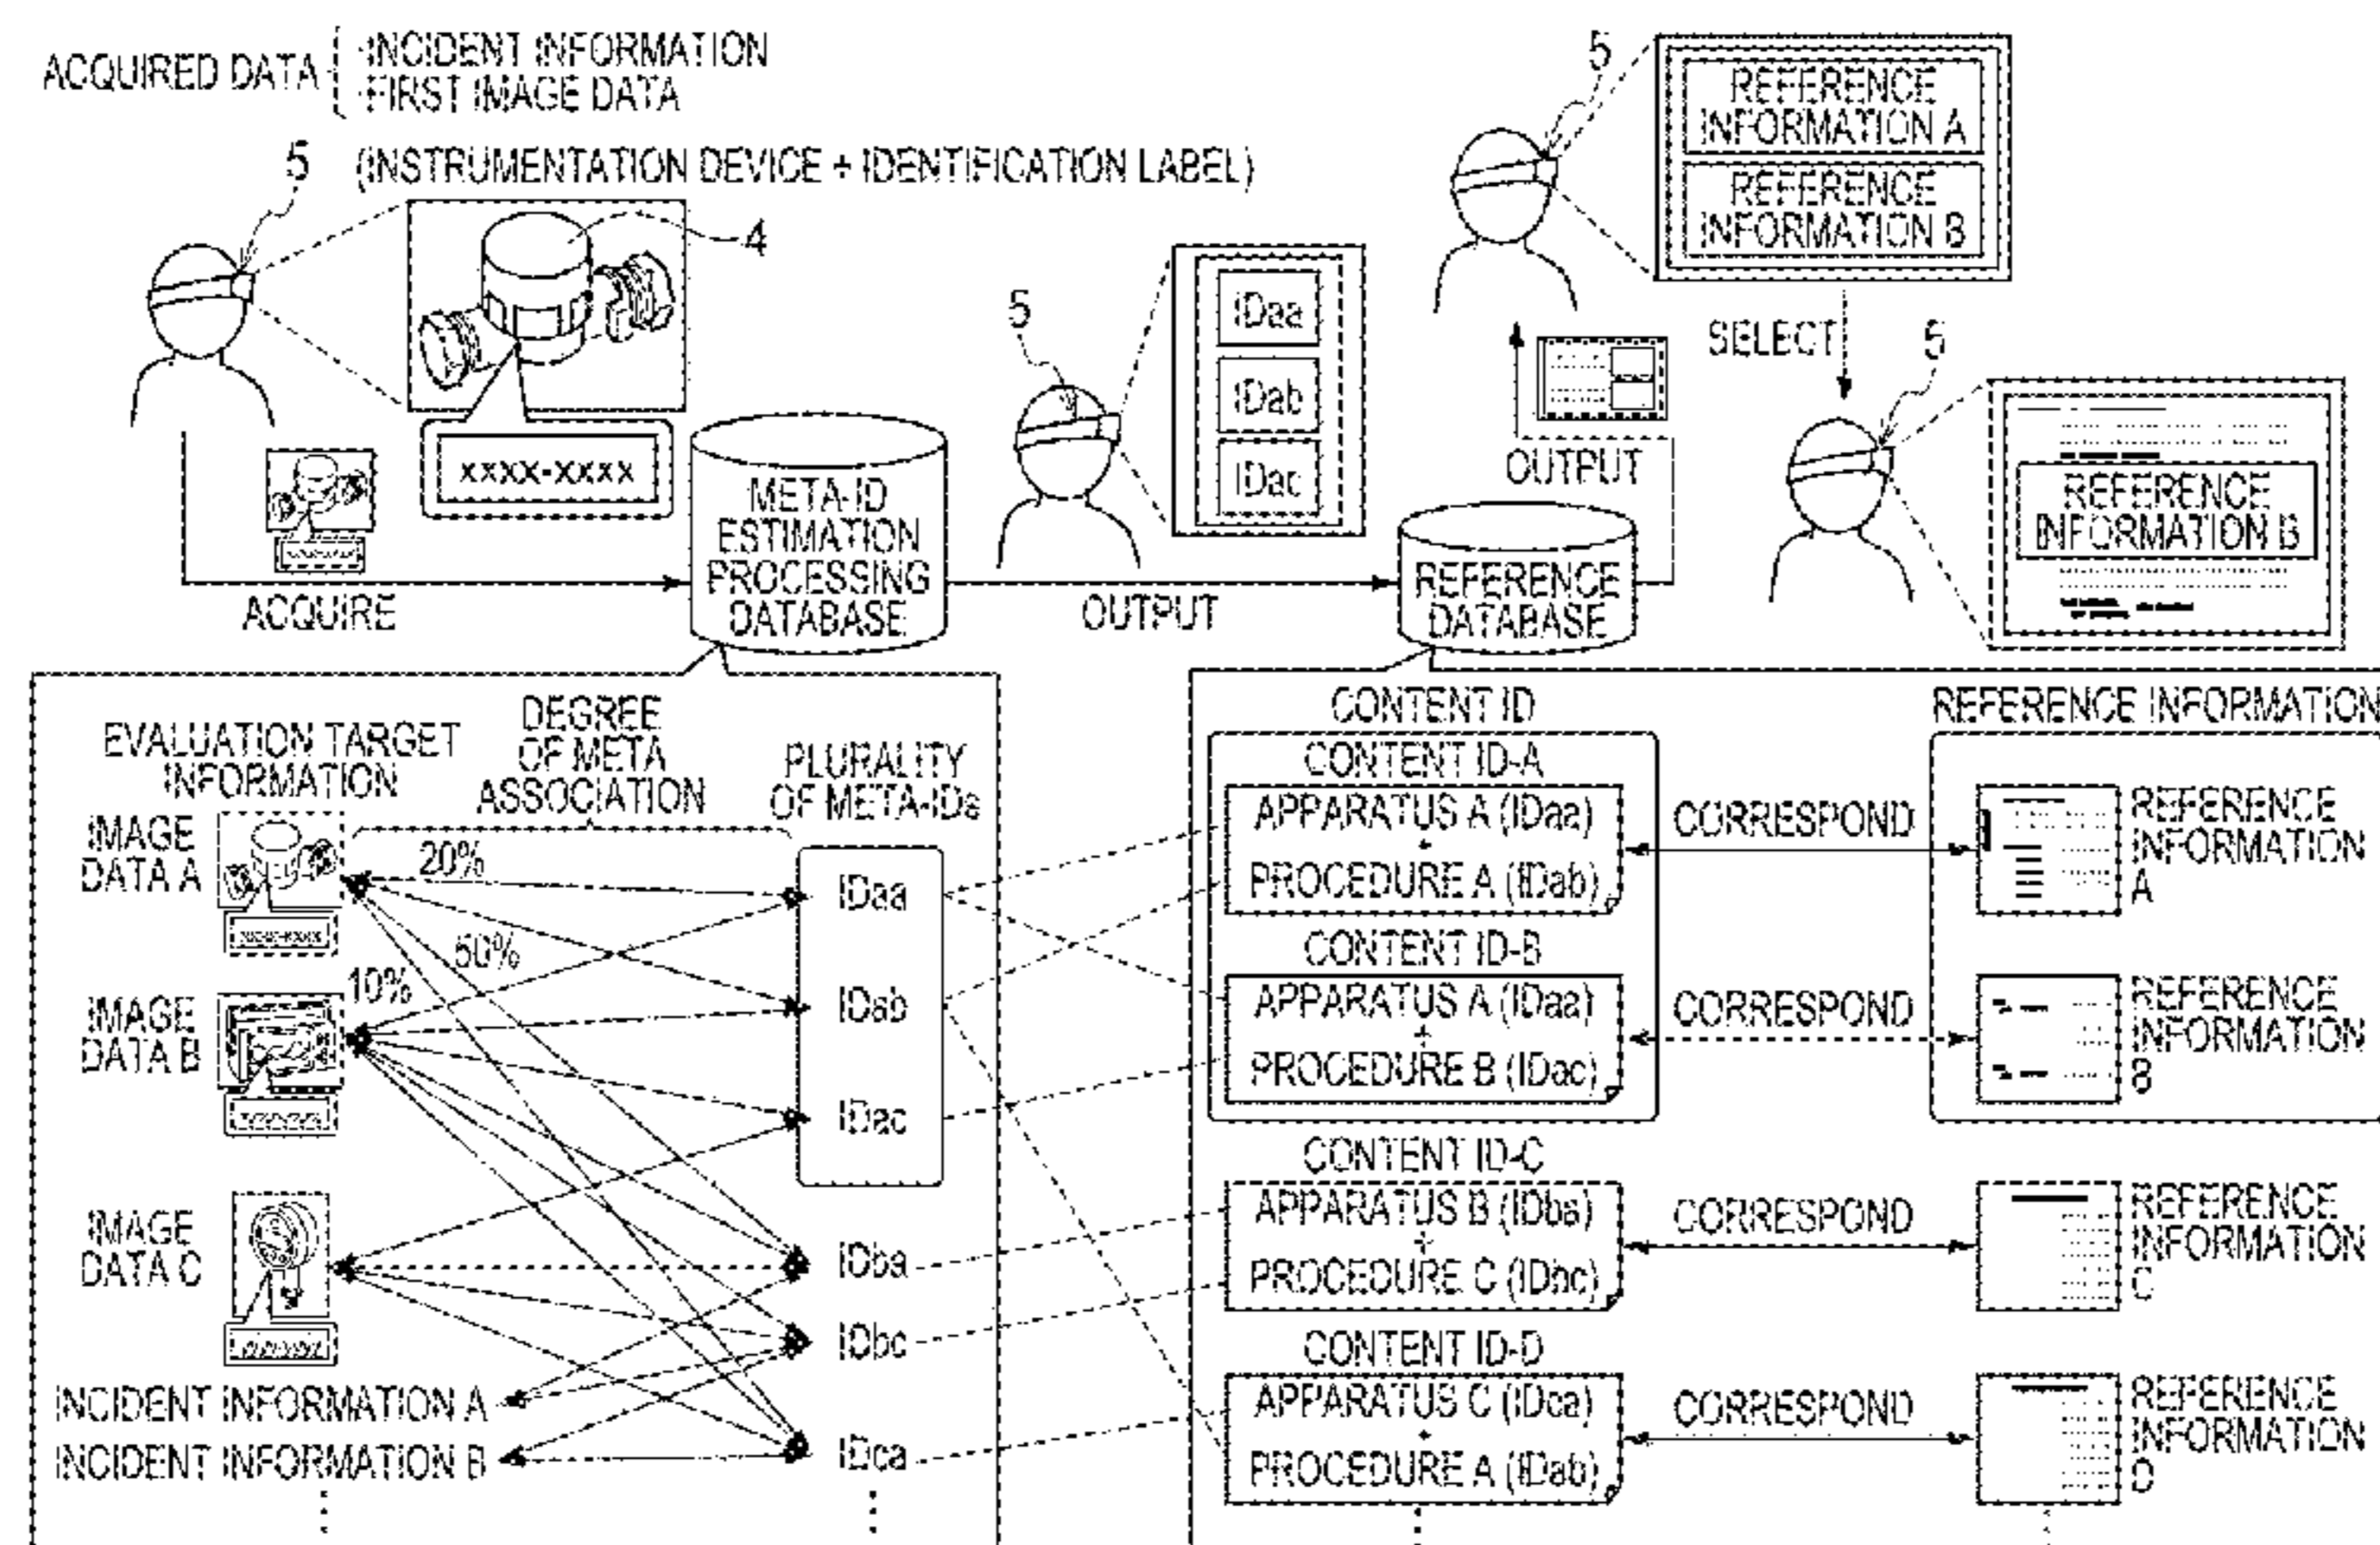 ACQUIRED DATA
·INCIDENT INFORMATION
·FIRST IMAGE DATA
(INSTRUMENTATION DEVICE + IDENTIFICATION LABEL)
5
4
xxxx-xxxx
ACQUIRE
META-ID
ESTIMATION
PROCESSING
DATABASE
5
IDaa
IDab
IDac
OUTPUT
REFERENCE
DATABASE
OUTPUT
5
REFERENCE
INFORMATION A
REFERENCE
INFORMATION B
SELECT
5
REFERENCE
INFORMATION B
EVALUATION TARGET
INFORMATION
DEGREE
OF META
ASSOCIATION
PLURALITY
OF META-IDs
IMAGE
DATA A
20%
50%
10%
IMAGE
DATA B
IMAGE
DATA C
INCIDENT INFORMATION A
INCIDENT INFORMATION B
IDaa
IDab
IDac
IDba
IDbc
IDca
CONTENT ID
CONTENT ID-A
APPARATUS A (IDaa)
+
PROCEDURE A (IDab)
CONTENT ID-B
APPARATUS A (IDaa)
+
PROCEDURE B (IDac)
CONTENT ID-C
APPARATUS B (IDba)
+
PROCEDURE C (IDbc)
CONTENT ID-D
APPARATUS C (IDca)
+
PROCEDURE A (IDab)
CORRESPOND
CORRESPOND
CORRESPOND
CORRESPOND
REFERENCE INFORMATION
REFERENCE
INFORMATION
A
REFERENCE
INFORMATION
B
REFERENCE
INFORMATION
C
REFERENCE
INFORMATION
D